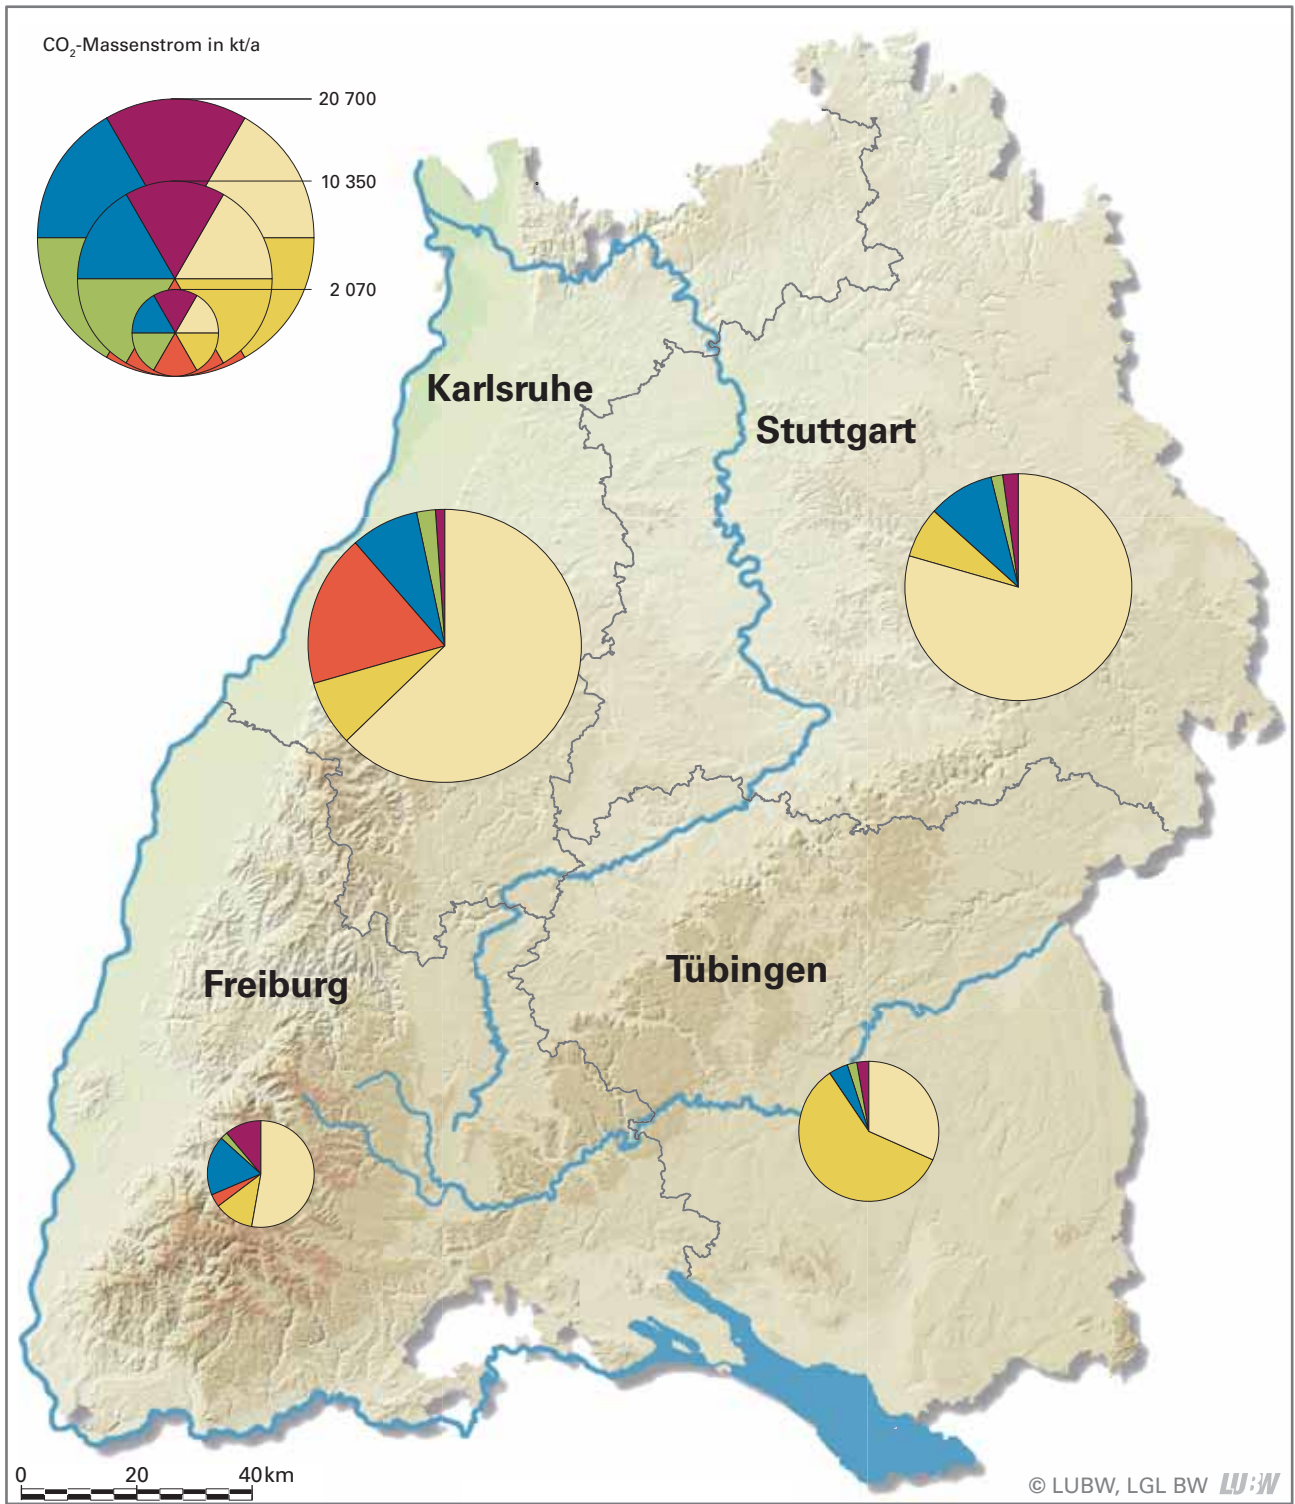 CO₂-Massenstrom in kt/a
20 700
10 350
2 070
Karlsruhe
Stuttgart
Freiburg
Tübingen
0 20 40 km
© LUBW, LGL BW LUBW